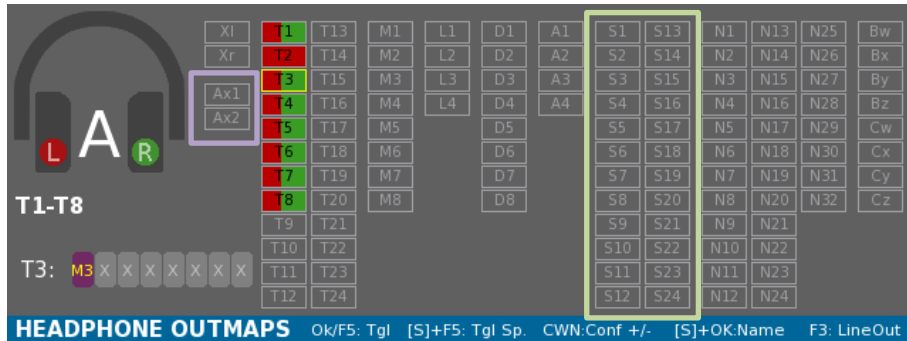 Xl T1 T13 M1 L1 D1 A1 S1 S13 N1 N13 N25 Bw
Xr T2 T14 M2 L2 D2 A2 S2 S14 N2 N14 N26 Bx
Ax1 T3 T15 M3 L3 D3 A3 S3 S15 N3 N15 N27 By
Ax2 T4 T16 M4 L4 D4 A4 S4 S16 N4 N16 N28 Bz
L A R T5 T17 M5 D5 S5 S17 N5 N17 N29 Cw
T6 T18 M6 D6 S6 S18 N6 N18 N30 Cx
T7 T19 M7 D7 S7 S19 N7 N19 N31 Cy
T1-T8 T8 T20 M8 D8 S8 S20 N8 N20 N32 Cz
T9 T21 S9 S21 N9 N21
T10 T22 S10 S22 N10 N22
T3: M3 X X X X X X X T11 T23 S11 S23 N11 N23
T12 T24 S12 S24 N12 N24
HEADPHONE OUTMAPS Ok/F5: Tgl [S]+F5: Tgl Sp. CWN:Conf +/- [S]+OK:Name F3: LineOut